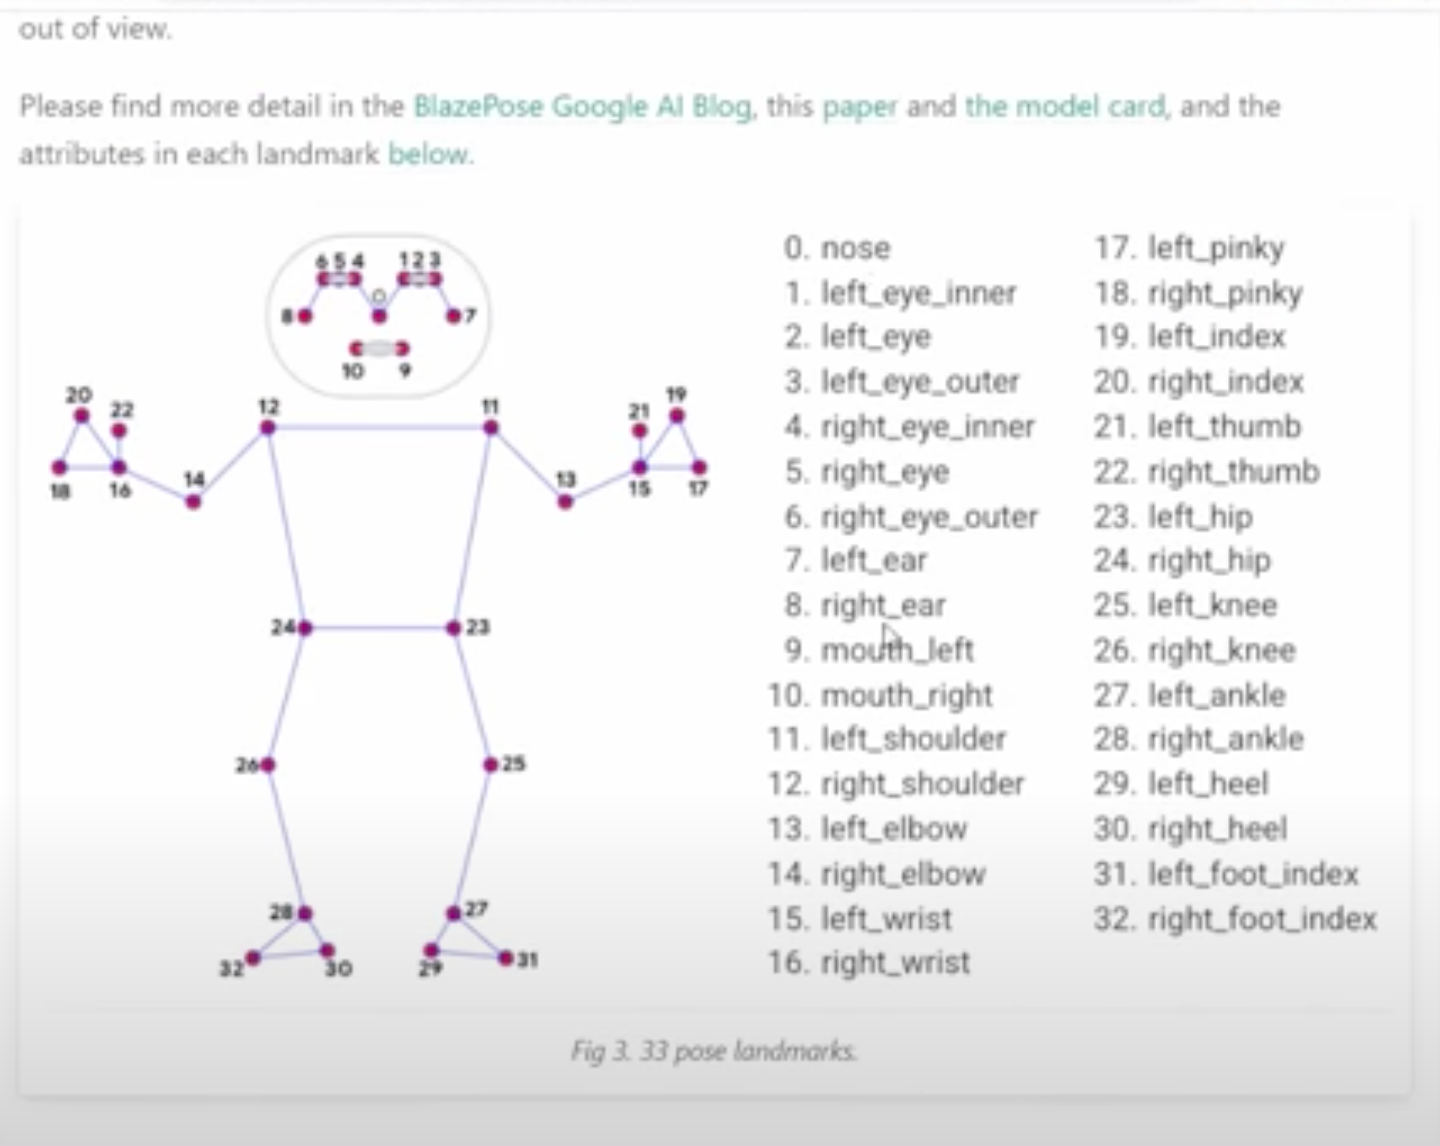 out of view.
Please find more detail in the BlazePose Google AI Blog, this paper and the model card, and the
attributes in each landmark below.
6 5 4 1 2 3
0
8 7
10 9
20 22 12 11 21 19
18 16 14 13 15 17
24 23
26 25
28 27
32 30 29 31
0. nose
1. left_eye_inner
2. left_eye
3. left_eye_outer
4. right_eye_inner
5. right_eye
6. right_eye_outer
7. left_ear
8. right_ear
9. mouth_left
10. mouth_right
11. left_shoulder
12. right_shoulder
13. left_elbow
14. right_elbow
15. left_wrist
16. right_wrist
17. left_pinky
18. right_pinky
19. left_index
20. right_index
21. left_thumb
22. right_thumb
23. left_hip
24. right_hip
25. left_knee
26. right_knee
27. left_ankle
28. right_ankle
29. left_heel
30. right_heel
31. left_foot_index
32. right_foot_index
Fig 3. 33 pose landmarks.